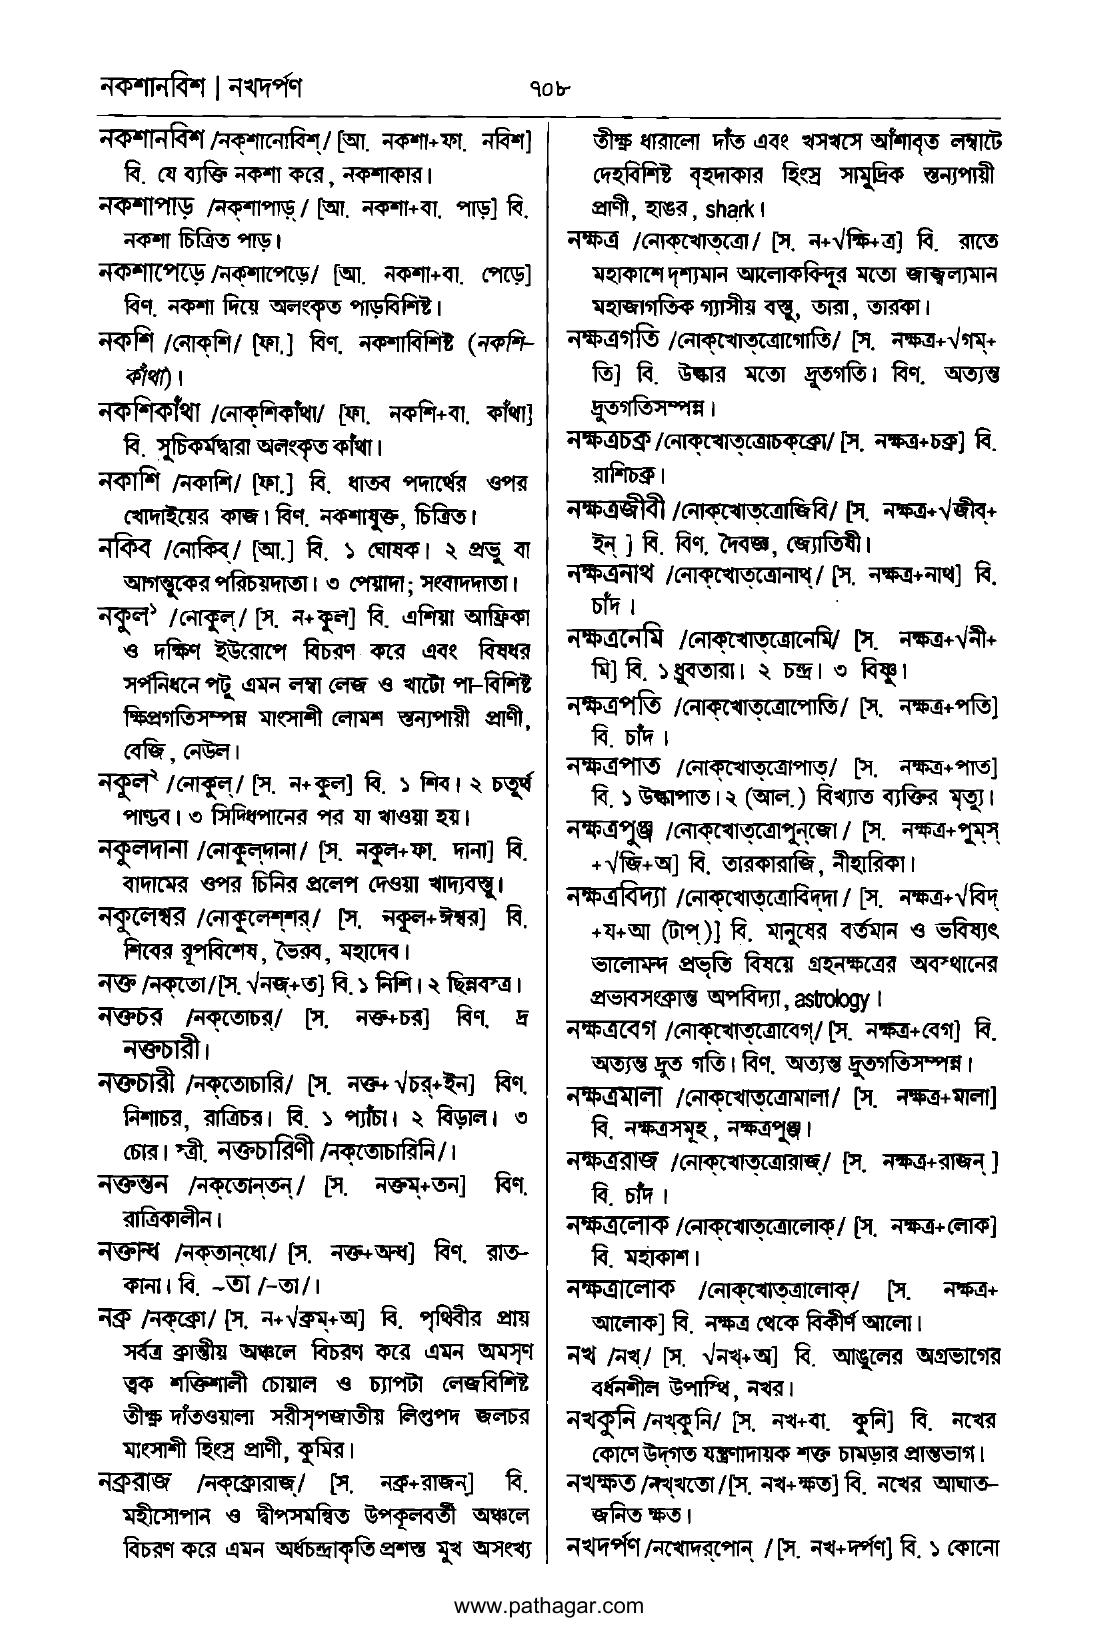 নকশানবিশ | নখদর্পণ
৭০৮
নকশানবিশ /নক্‌শানোবিশ্‌/ [আ. নকশা+ফা. নবিশ]
বি. যে ব্যক্তি নকশা করে, নকশাকার।
নকশাপাড় /নক্‌শাপাড়্‌/ [আ. নকশা+বা. পাড়] বি.
নকশা চিত্রিত পাড়।
নকশাপেড়ে /নক্‌শাপেড়ে/ [আ. নকশা+বা. পেড়ে]
বিণ. নকশা দিয়ে অলংকৃত পাড়বিশিষ্ট।
নকশি /নোক্‌শি/ [ফা.] বিণ. নকশাবিশিষ্ট (নকশি-
কাঁথা)।
নকশিকাঁথা /নোক্‌শিকাঁথা/ [ফা. নকশি+বা. কাঁথা]
বি. সূচিকর্মদ্বারা অলংকৃত কাঁথা।
নকাশি /নকাশি/ [ফা.] বি. ধাতব পদার্থের ওপর
খোদাইয়ের কাজ। বিণ. নকশাযুক্ত, চিত্রিত।
নকিব /নোকিব্‌/ [আ.] বি. ১ ঘোষক। ২ প্রভু বা
আগন্তুকের পরিচয়দাতা। ৩ পেয়াদা; সংবাদদাতা।
নকুল১ /নোকুল্‌/ [স. ন+কুল] বি. এশিয়া আফ্রিকা
ও দক্ষিণ ইউরোপে বিচরণ করে এবং বিষধর
সর্পনিধনে পটু এমন লম্বা লেজ ও খাটো পা-বিশিষ্ট
ক্ষিপ্রগতিসম্পন্ন মাংসাশী লোমশ স্তন্যপায়ী প্রাণী,
বেজি, নেউল।
নকুল২ /নোকুল্‌/ [স. ন+কুল] বি. ১ শিব। ২ চতুর্থ
পাণ্ডব। ৩ সিদ্ধিপানের পর যা খাওয়া হয়।
নকুলদানা /নোকুল্‌দানা/ [স. নকুল+ফা. দানা] বি.
বাদামের ওপর চিনির প্রলেপ দেওয়া খাদ্যবস্তু।
নকুলেশ্বর /নোকুলেশ্‌শর্‌/ [স. নকুল+ঈশ্বর] বি.
শিবের রূপবিশেষ, ভৈরব, মহাদেব।
নক্ত /নক্‌তো/ [স. √নজ্‌+ত] বি. ১ নিশি। ২ ছিন্নবস্ত্র।
নক্তচর /নক্‌তোচর্‌/ [স. নক্ত+চর] বিণ. দ্র
নক্তচারী।
নক্তচারী /নক্‌তোচারি/ [স. নক্ত+√চর্‌+ইন] বিণ.
নিশাচর, রাত্রিচর। বি. ১ প্যাঁচা। ২ বিড়াল। ৩
চোর। স্ত্রী. নক্তচারিণী /নক্‌তোচারিনি/।
নক্তন্তন /নক্‌তোন্‌তন্‌/ [স. নক্তম্‌+তন] বিণ.
রাত্রিকালীন।
নক্তান্ধ /নক্‌তান্‌ধো/ [স. নক্ত+অন্ধ] বিণ. রাত-
কানা। বি. ~তা /-তা/।
নক্র /নক্‌ক্রো/ [স. ন+√ক্রম্‌+অ] বি. পৃথিবীর প্রায়
সর্বত্র ক্রান্তীয় অঞ্চলে বিচরণ করে এমন অমসৃণ
ত্বক শক্তিশালী চোয়াল ও চ্যাপটা লেজবিশিষ্ট
তীক্ষ্ণ দাঁতওয়ালা সরীসৃপজাতীয় লিপ্তপদ জলচর
মাংসাশী হিংস্র প্রাণী, কুমির।
নক্ররাজ /নক্‌ক্রোরাজ্‌/ [স. নক্র+রাজন্‌] বি.
মহীসোপান ও দ্বীপসমন্বিত উপকূলবর্তী অঞ্চলে
বিচরণ করে এমন অর্ধচন্দ্রাকৃতি প্রশস্ত মুখ অসংখ্য
তীক্ষ্ণ ধারালো দাঁত এবং খসখসে আঁশাবৃত লম্বাটে
দেহবিশিষ্ট বৃহদাকার হিংস্র সামুদ্রিক স্তন্যপায়ী
প্রাণী, হাঙর, shark।
নক্ষত্র /নোক্‌খোত্‌ত্রো/ [স. ন+√ক্ষি+ত্র] বি. রাতে
মহাকাশে দৃশ্যমান আলোকবিন্দুর মতো জাজ্বল্যমান
মহাজাগতিক গ্যাসীয় বস্তু, তারা, তারকা।
নক্ষত্রগতি /নোক্‌খোত্‌ত্রোগোতি/ [স. নক্ষত্র+√গম্‌+
তি] বি. উল্কার মতো দ্রুতগতি। বিণ. অত্যন্ত
দ্রুতগতিসম্পন্ন।
নক্ষত্রচক্র /নোক্‌খোত্‌ত্রোচক্‌ক্রো/ [স. নক্ষত্র+চক্র] বি.
রাশিচক্র।
নক্ষত্রজীবী /নোক্‌খোত্‌ত্রোজিবি/ [স. নক্ষত্র+√জীব্‌+
ইন্‌] বি. বিণ. দৈবজ্ঞ, জ্যোতিষী।
নক্ষত্রনাথ /নোক্‌খোত্‌ত্রোনাথ্‌/ [স. নক্ষত্র+নাথ] বি.
চাঁদ।
নক্ষত্রনেমি /নোক্‌খোত্‌ত্রোনেমি/ [স. নক্ষত্র+√নী+
মি] বি. ১ ধ্রুবতারা। ২ চন্দ্র। ৩ বিষ্ণু।
নক্ষত্রপতি /নোক্‌খোত্‌ত্রোপোতি/ [স. নক্ষত্র+পতি]
বি. চাঁদ।
নক্ষত্রপাত /নোক্‌খোত্‌ত্রোপাত্‌/ [স. নক্ষত্র+পাত]
বি. ১ উল্কাপাত। ২ (আল.) বিখ্যাত ব্যক্তির মৃত্যু।
নক্ষত্রপুঞ্জ /নোক্‌খোত্‌ত্রোপুন্‌জো/ [স. নক্ষত্র+পুম্‌স্‌
+√জি+অ] বি. তারকারাজি, নীহারিকা।
নক্ষত্রবিদ্যা /নোক্‌খোত্‌ত্রোবিদ্‌দা/ [স. নক্ষত্র+√বিদ্‌
+য+আ (টাপ্‌)] বি. মানুষের বর্তমান ও ভবিষ্যৎ
ভালোমন্দ প্রভৃতি বিষয়ে গ্রহনক্ষত্রের অবস্থানের
প্রভাবসংক্রান্ত অপবিদ্যা, astrology।
নক্ষত্রবেগ /নোক্‌খোত্‌ত্রোবেগ্‌/ [স. নক্ষত্র+বেগ] বি.
অত্যন্ত দ্রুত গতি। বিণ. অত্যন্ত দ্রুতগতিসম্পন্ন।
নক্ষত্রমালা /নোক্‌খোত্‌ত্রোমালা/ [স. নক্ষত্র+মালা]
বি. নক্ষত্রসমূহ, নক্ষত্রপুঞ্জ।
নক্ষত্ররাজ /নোক্‌খোত্‌ত্রোরাজ্‌/ [স. নক্ষত্র+রাজন্‌]
বি. চাঁদ।
নক্ষত্রলোক /নোক্‌খোত্‌ত্রোলোক্‌/ [স. নক্ষত্র+লোক]
বি. মহাকাশ।
নক্ষত্রালোক /নোক্‌খোত্‌ত্রালোক্‌/ [স. নক্ষত্র+
আলোক] বি. নক্ষত্র থেকে বিকীর্ণ আলো।
নখ /নখ্‌/ [স. √নখ্‌+অ] বি. আঙুলের অগ্রভাগের
বর্ধনশীল উপাস্থি, নখর।
নখকুনি /নখ্‌কুনি/ [স. নখ+বা. কুনি] বি. নখের
কোণে উদ্‌গত যন্ত্রণাদায়ক শক্ত চামড়ার প্রান্তভাগ।
নখক্ষত /নখ্‌খতো/ [স. নখ+ক্ষত] বি. নখের আঘাত-
জনিত ক্ষত।
নখদর্পণ /নখোদর্‌পোন্‌/ [স. নখ+দর্পণ] বি. ১ কোনো
www.pathagar.com